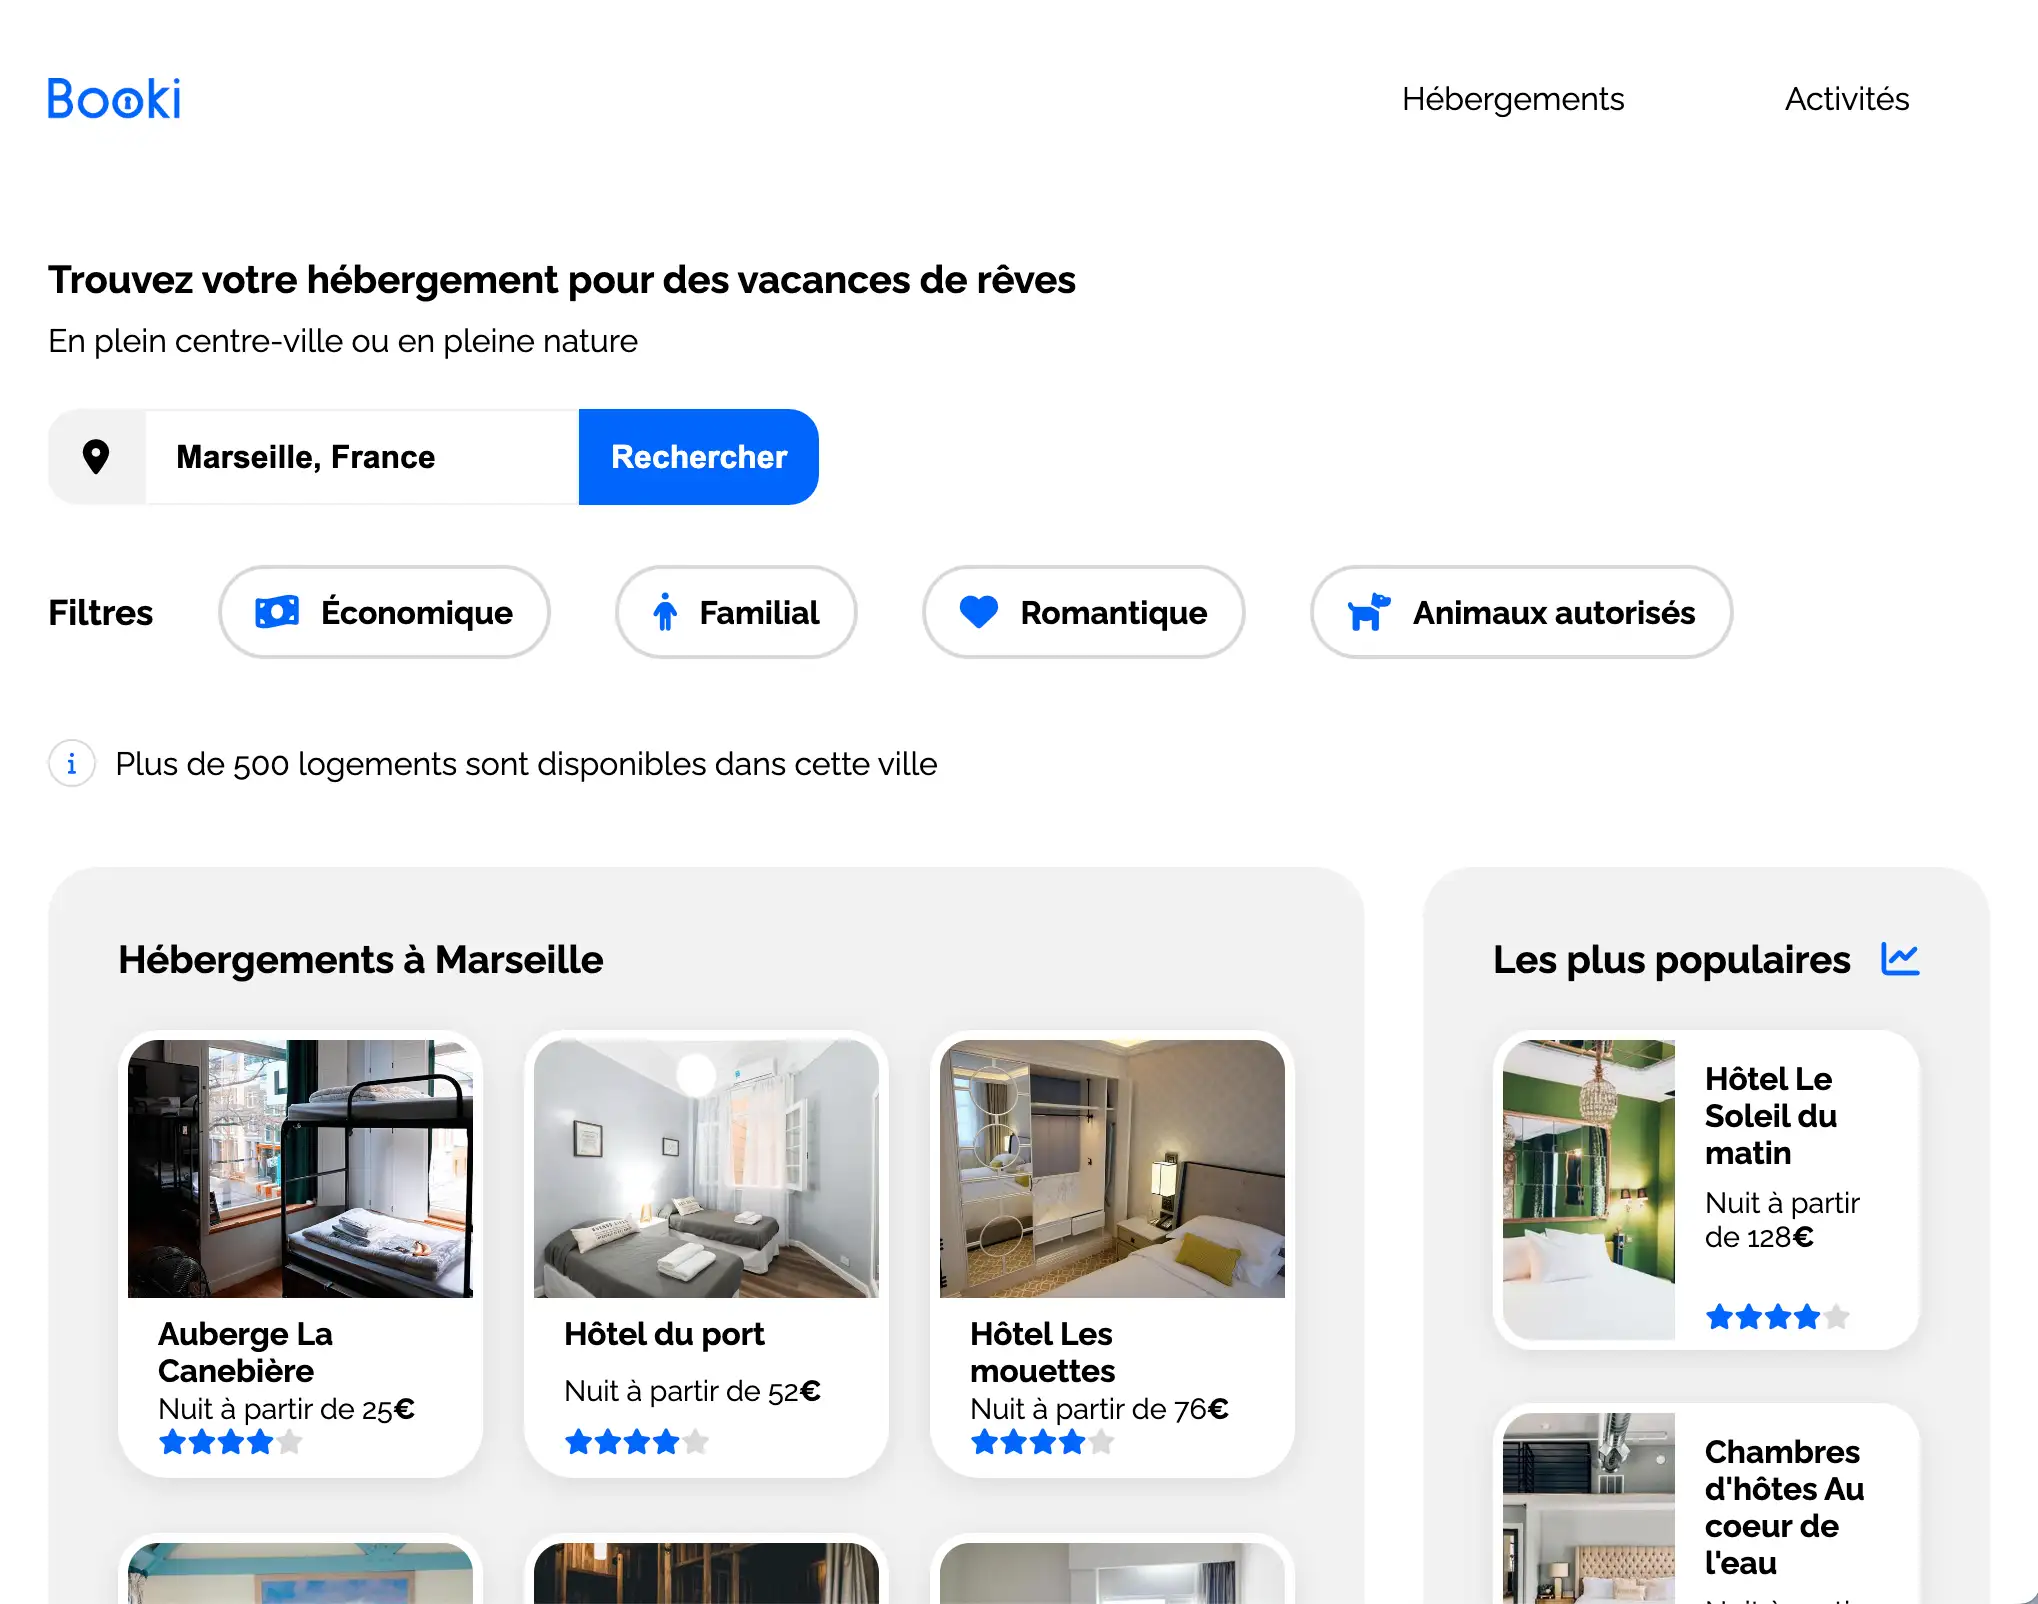 Booki
Hébergements
Activités
Trouvez votre hébergement pour des vacances de rêves
En plein centre-ville ou en pleine nature
Marseille, France
Rechercher
Filtres
Économique
Familial
Romantique
Animaux autorisés
i
Plus de 500 logements sont disponibles dans cette ville
Hébergements à Marseille
Auberge La
Canebière
Nuit à partir de 25€
Hôtel du port
Nuit à partir de 52€
Hôtel Les
mouettes
Nuit à partir de 76€
Les plus populaires
Hôtel Le
Soleil du
matin
Nuit à partir
de 128€
Chambres
d'hôtes Au
coeur de
l'eau